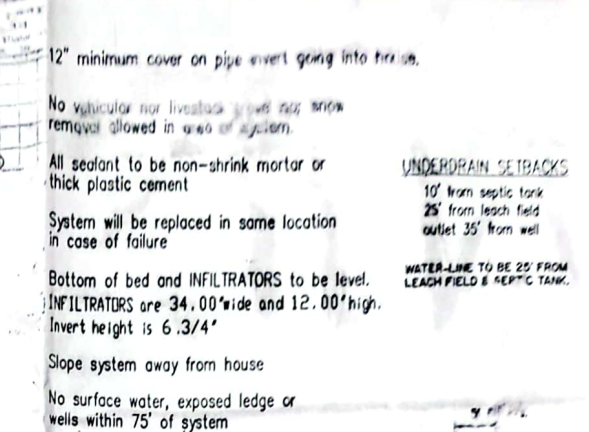 12" minimum cover on pipe invert going into house.
No vehicular nor livestock nor snow
removal allowed in area of system.
All sealant to be non-shrink mortar or
thick plastic cement
System will be replaced in same location
in case of failure
Bottom of bed and INFILTRATORS to be level.
INFILTRATORS are 34.00"wide and 12.00"high.
Invert height is 6.3/4"
Slope system away from house
No surface water, exposed ledge or
wells within 75' of system
UNDERDRAIN SETBACKS
10' from septic tank
25' from leach field
outlet 35' from well
WATER-LINE TO BE 25' FROM
LEACH FIELD & SEPTIC TANK.